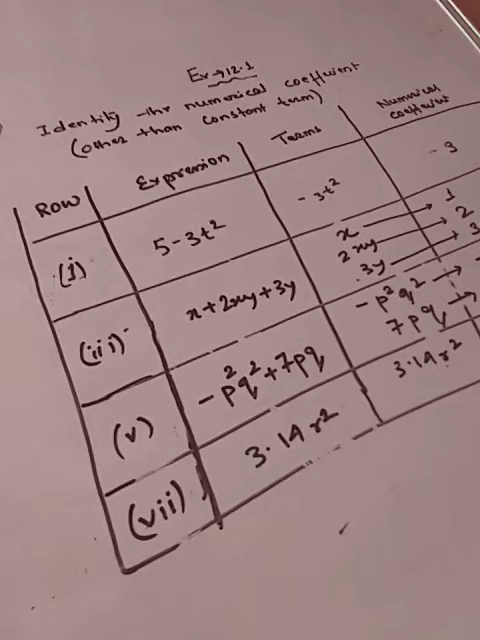 Ex→12.1
Identify the numerical coefficient
(other than constant term)
Row Expression Terms Numerical coefficient
(i) 5-3t² -3t² -3
(iii) x+2xy+3y x → 1
2xy → 2
3y → 3
(v) -p²q²+7pq -p²q² →
7pq →
(vii) 3.14r² 3.14r²